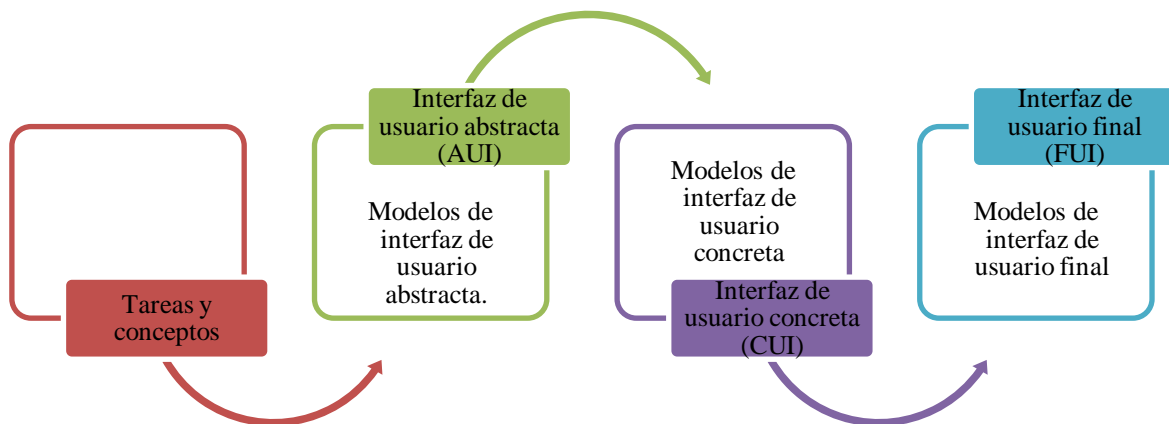 Tareas y
conceptos
Interfaz de
usuario abstracta
(AUI)
Modelos de
interfaz de
usuario
abstracta.
Modelos de
interfaz de
usuario
concreta
Interfaz de
usuario concreta
(CUI)
Interfaz de
usuario final
(FUI)
Modelos de
interfaz de
usuario final